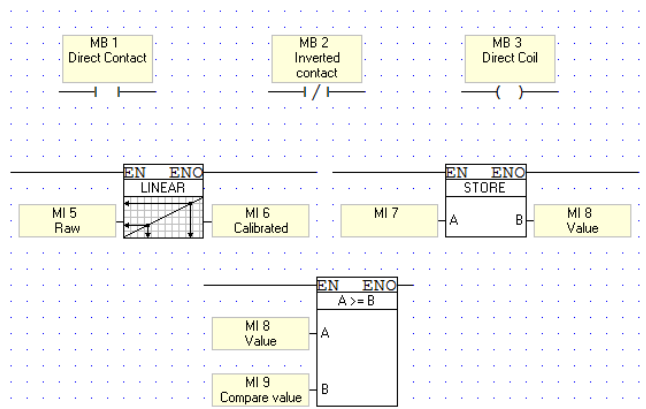 MB 1
Direct Contact
MB 2
Inverted
contact
MB 3
Direct Coil
EN ENO
LINEAR
MI 5
Raw
MI 6
Calibrated
EN ENO
STORE
MI 7
A
B
MI 8
Value
EN ENO
A >= B
MI 8
Value
A
MI 9
Compare value
B